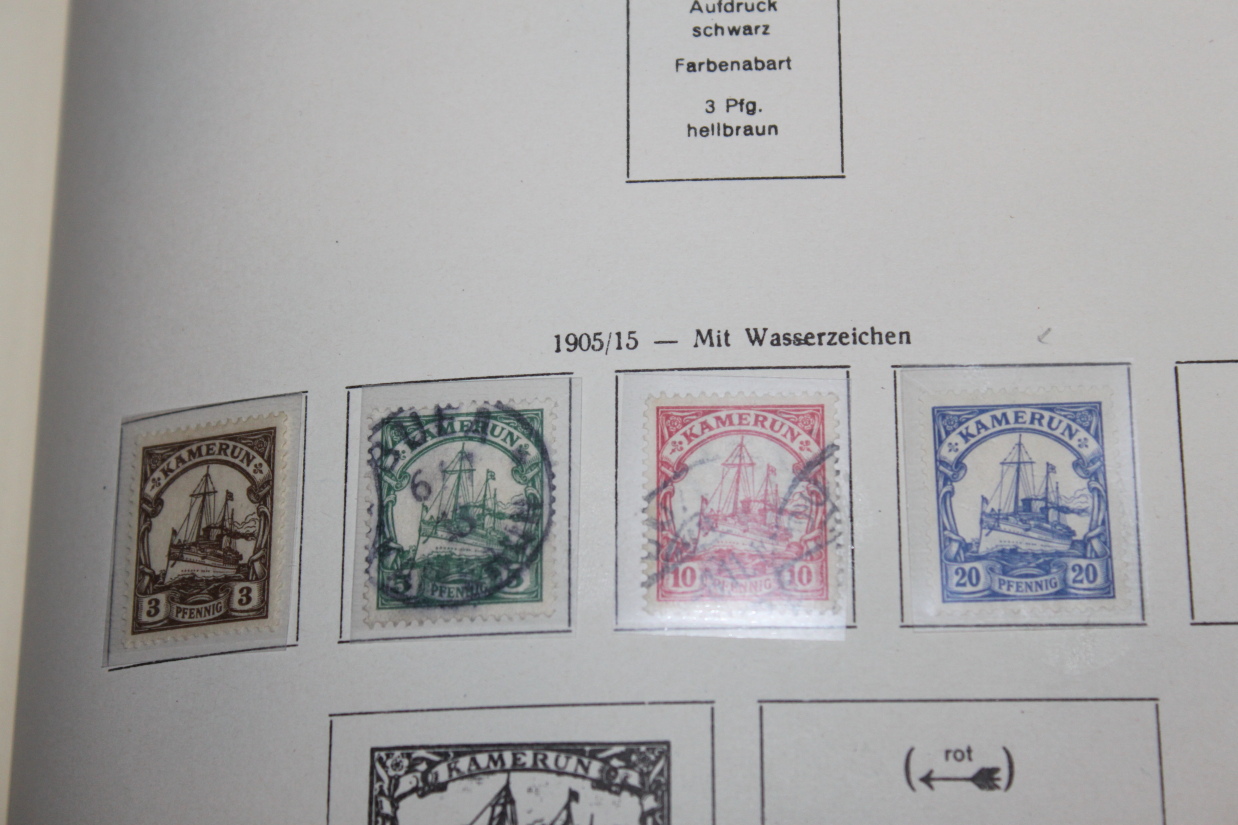 Aufdruck
schwarz
Farbenabart
3 Pfg.
hellbraun
1905/15 — Mit Wasserzeichen
KAMERUN
3 PFENNIG 3
KAMERUN
5 PFENNIG
KAMERUN
10 PFENNIG 10
KAMERUN
20 PFENNIG 20
KAMERUN
(rot)